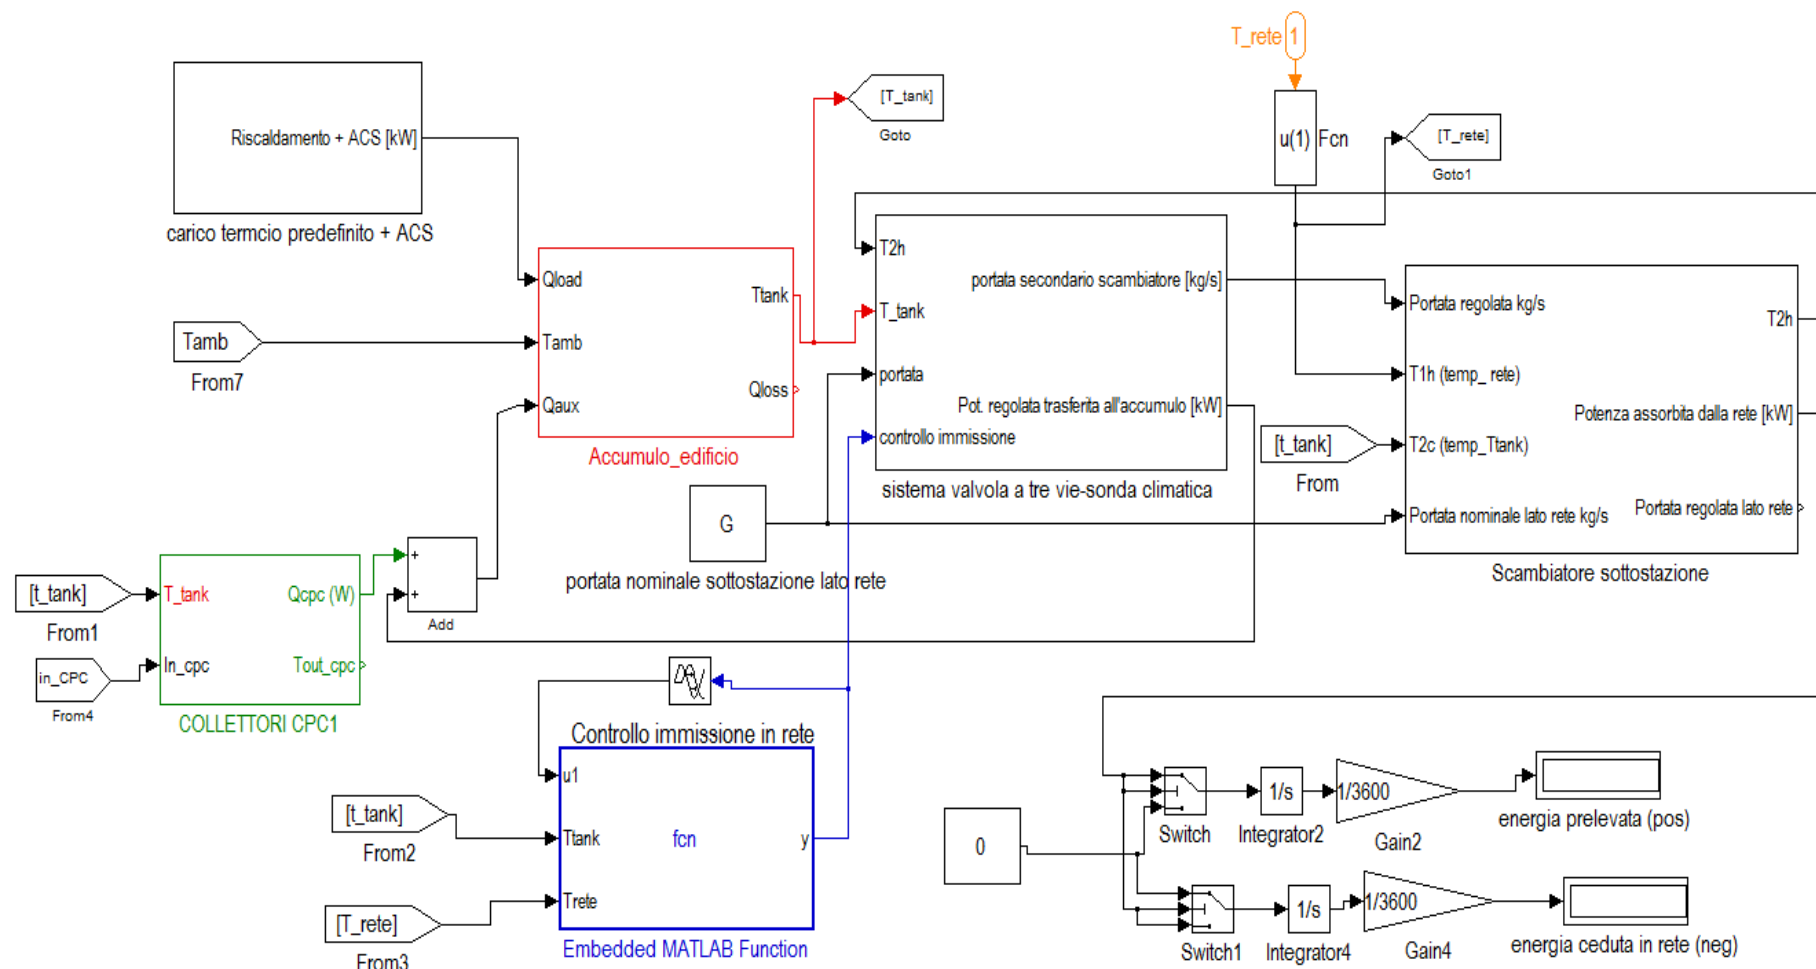 T_rete 1
[T_tank]
Goto
Riscaldamento + ACS [kW]
carico termcio predefinito + ACS
u(1)
Fcn
[T_rete]
Goto1
Qload
Tamb
Qaux
Ttank
Qloss
Accumulo_edificio
Tamb
From7
T2h
T_tank
portata
controllo immissione
portata secondario scambiatore [kg/s]
Pot. regolata trasferita all'accumulo [kW]
sistema valvola a tre vie-sonda climatica
Portata regolata kg/s
T1h (temp_ rete)
T2c (temp_Ttank)
Portata nominale lato rete kg/s
T2h
Potenza assorbita dalla rete [kW]
Portata regolata lato rete
Scambiatore sottostazione
[t_tank]
From
G
portata nominale sottostazione lato rete
[t_tank]
From1
in_CPC
From4
T_tank
In_cpc
Qcpc (W)
Tout_cpc
COLLETTORI CPC1
+
+
Add
Controllo immissione in rete
u1
Ttank
Trete
fcn
y
Embedded MATLAB Function
[t_tank]
From2
[T_rete]
From3
0
Switch
1/s
Integrator2
1/3600
Gain2
energia prelevata (pos)
Switch1
1/s
Integrator4
1/3600
Gain4
energia ceduta in rete (neg)